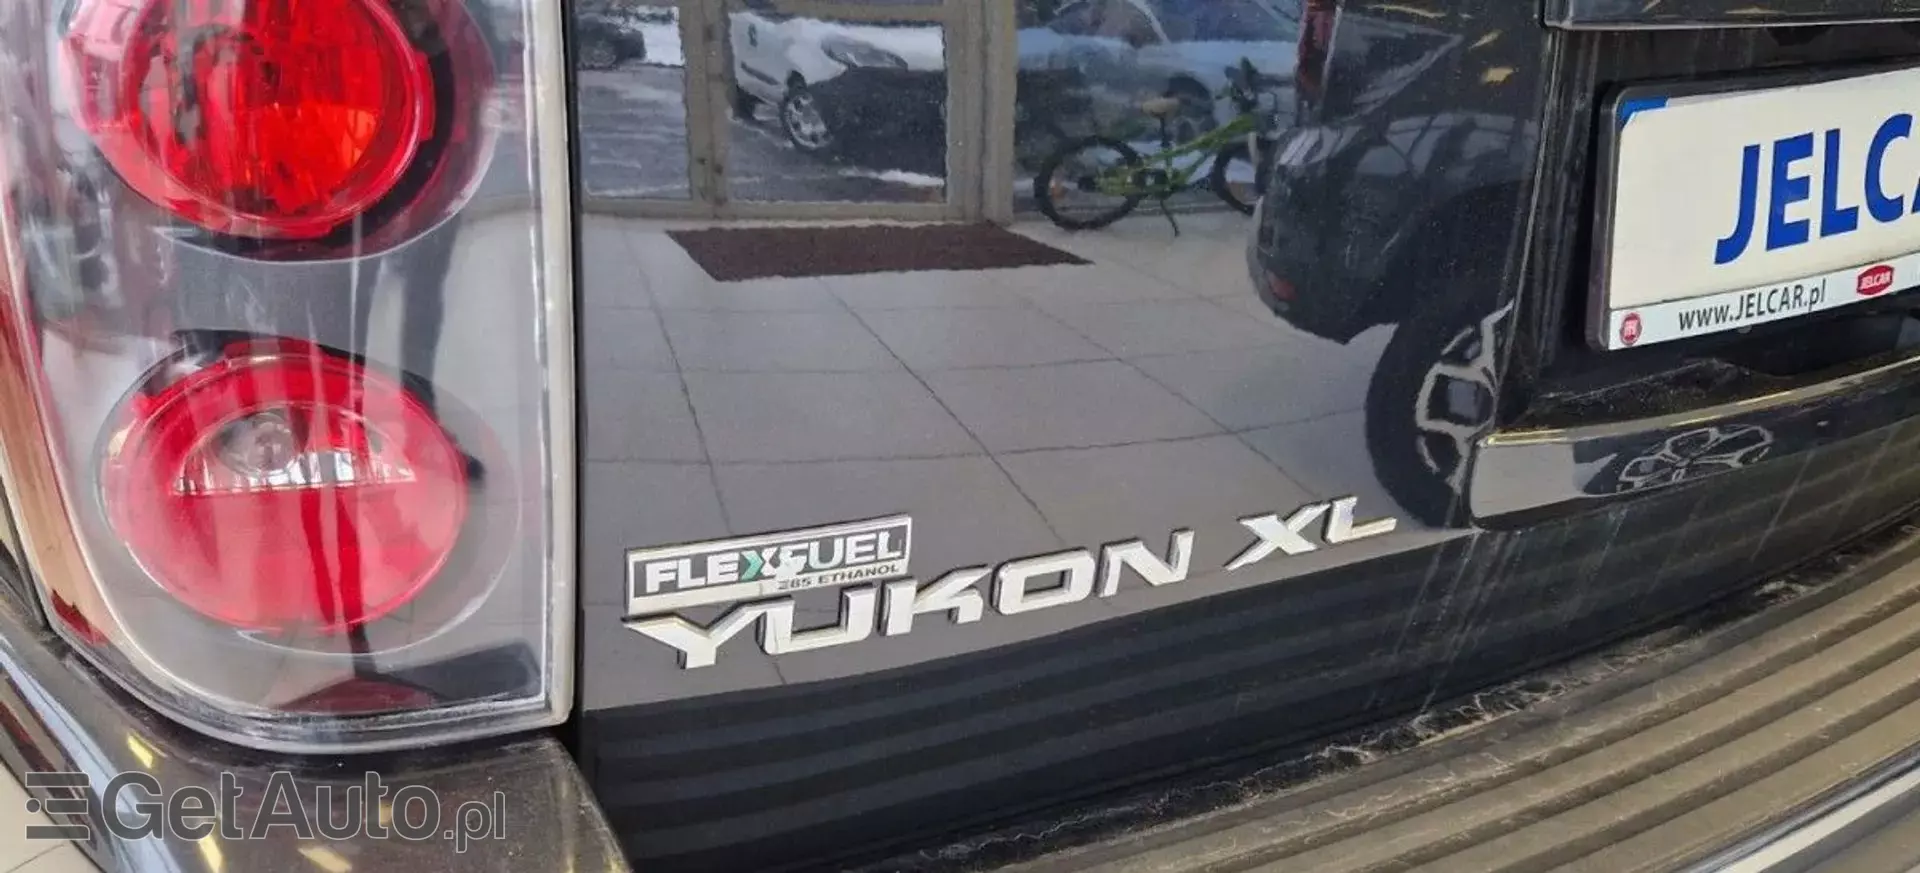 JELCA
www.JELCAR.pl JELCAR
FLEXFUEL
E85 ETHANOL
YUKON XL
GetAuto.pl